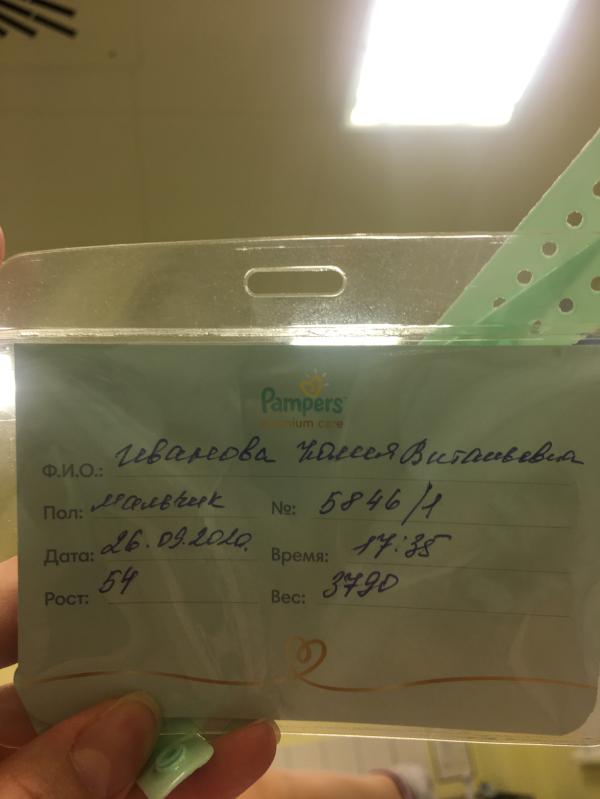 Pampers
premium care
Ф.И.О.: Иванова Юлия Витальевна
Пол: мальчик №: 5846/1
Дата: 26.09.2020. Время: 17:35
Рост: 54 Вес: 3790